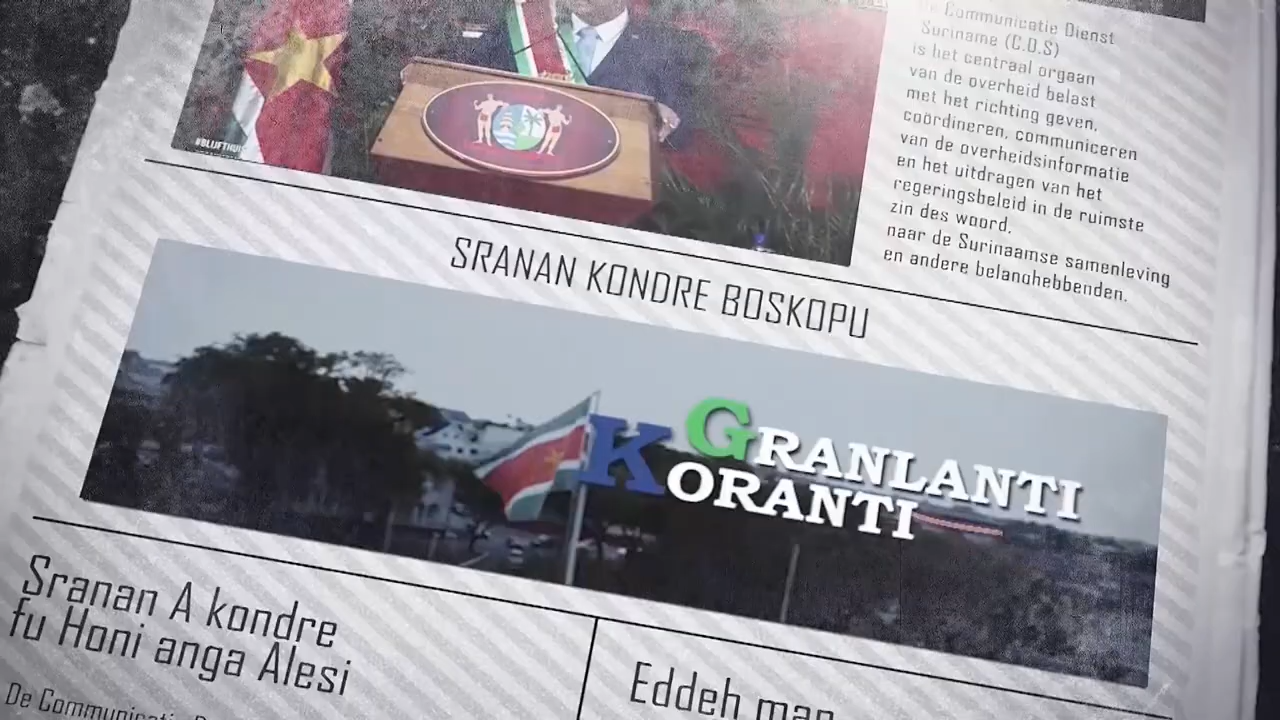 Communicatie Dienst
Suriname (C.D.S)
is het centraal orgaan
van de overheid belast
met het richting geven,
coördineren, communiceren
van de overheidsinformatie
en het uitdragen van het
regeringsbeleid in de ruimste
zin des woord.
naar de Surinaamse samenleving
en andere belanghebbenden.
SRANAN KONDRE BOSKOPU
GRANLANTI
KORANTI
Sranan A kondre
fu Honi anga Alesi
Eddeh man
De